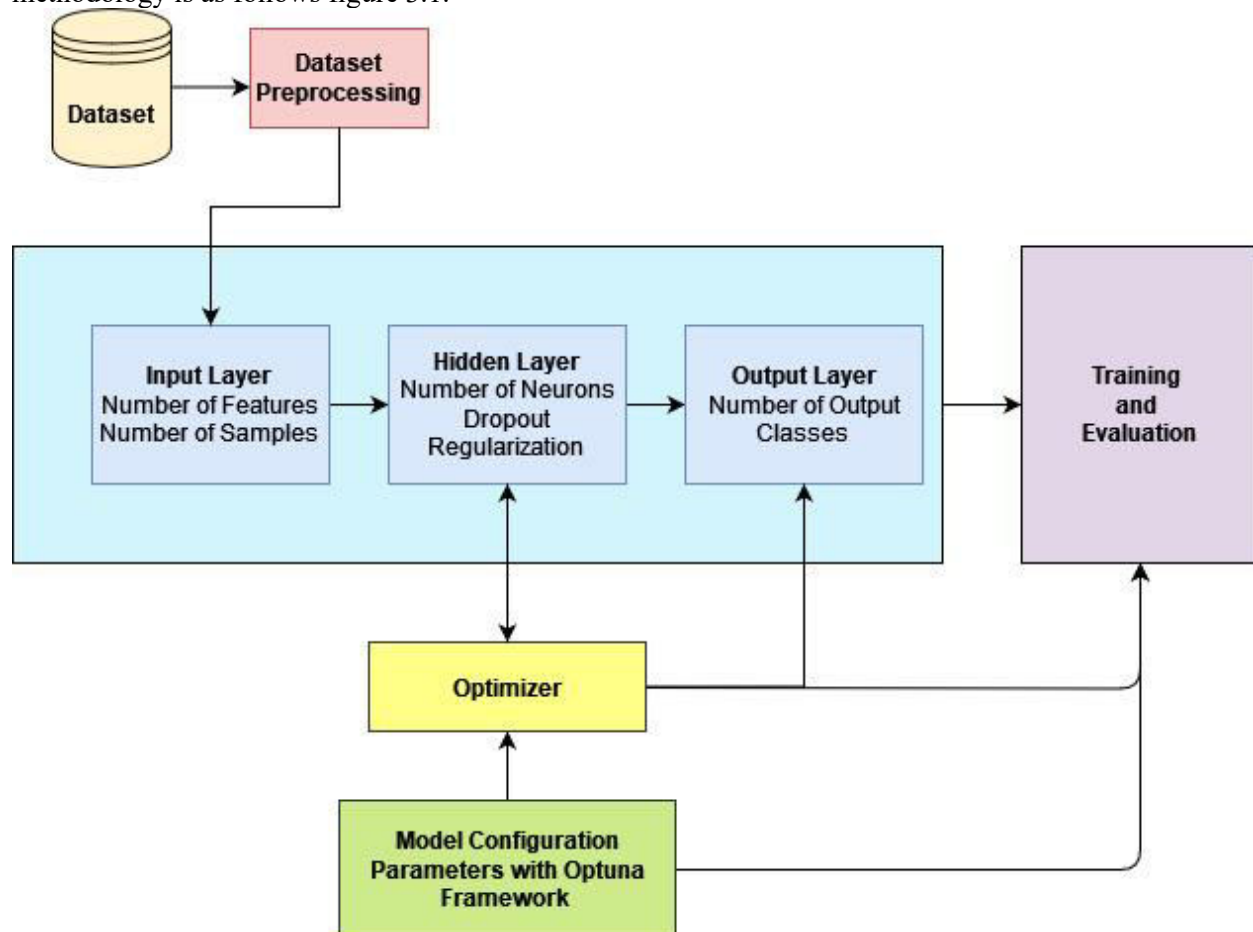 methodology is as follows figure 3.1.
Dataset
Dataset
Preprocessing
Input Layer
Number of Features
Number of Samples
Hidden Layer
Number of Neurons
Dropout
Regularization
Output Layer
Number of Output
Classes
Training
and
Evaluation
Optimizer
Model Configuration
Parameters with Optuna
Framework